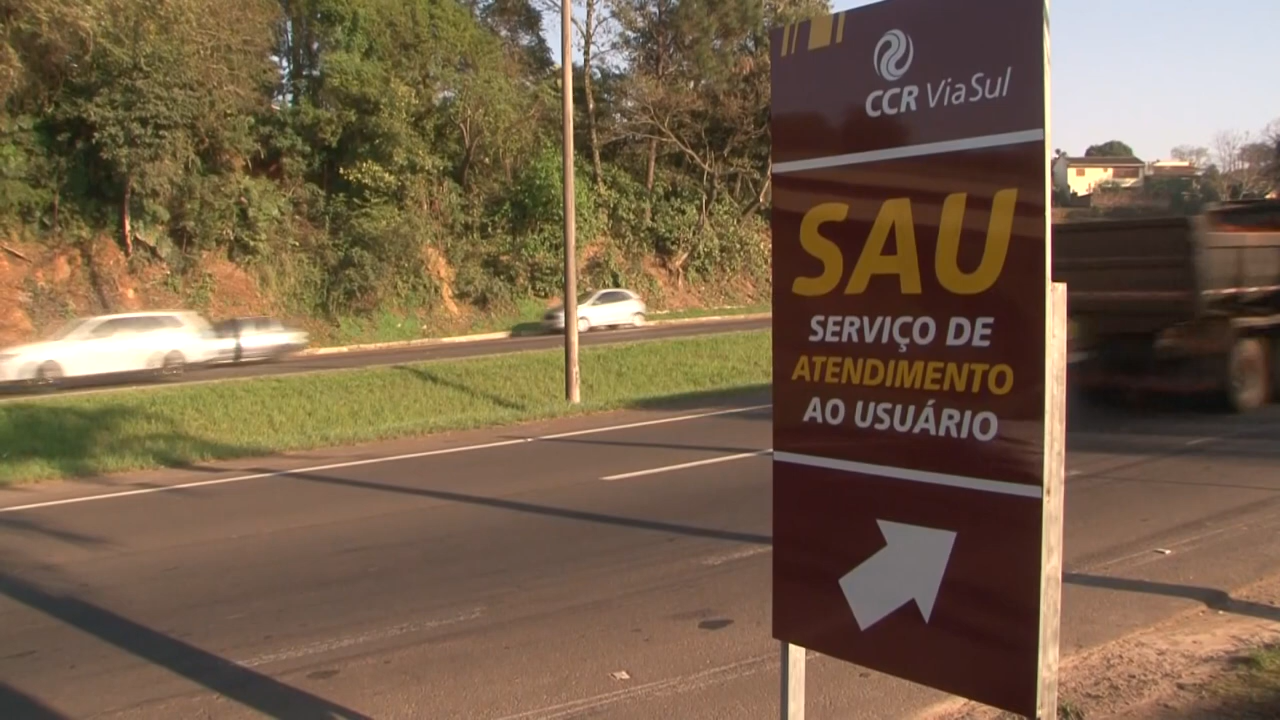 CCR ViaSul
SAU
SERVIÇO DE
ATENDIMENTO
AO USUÁRIO